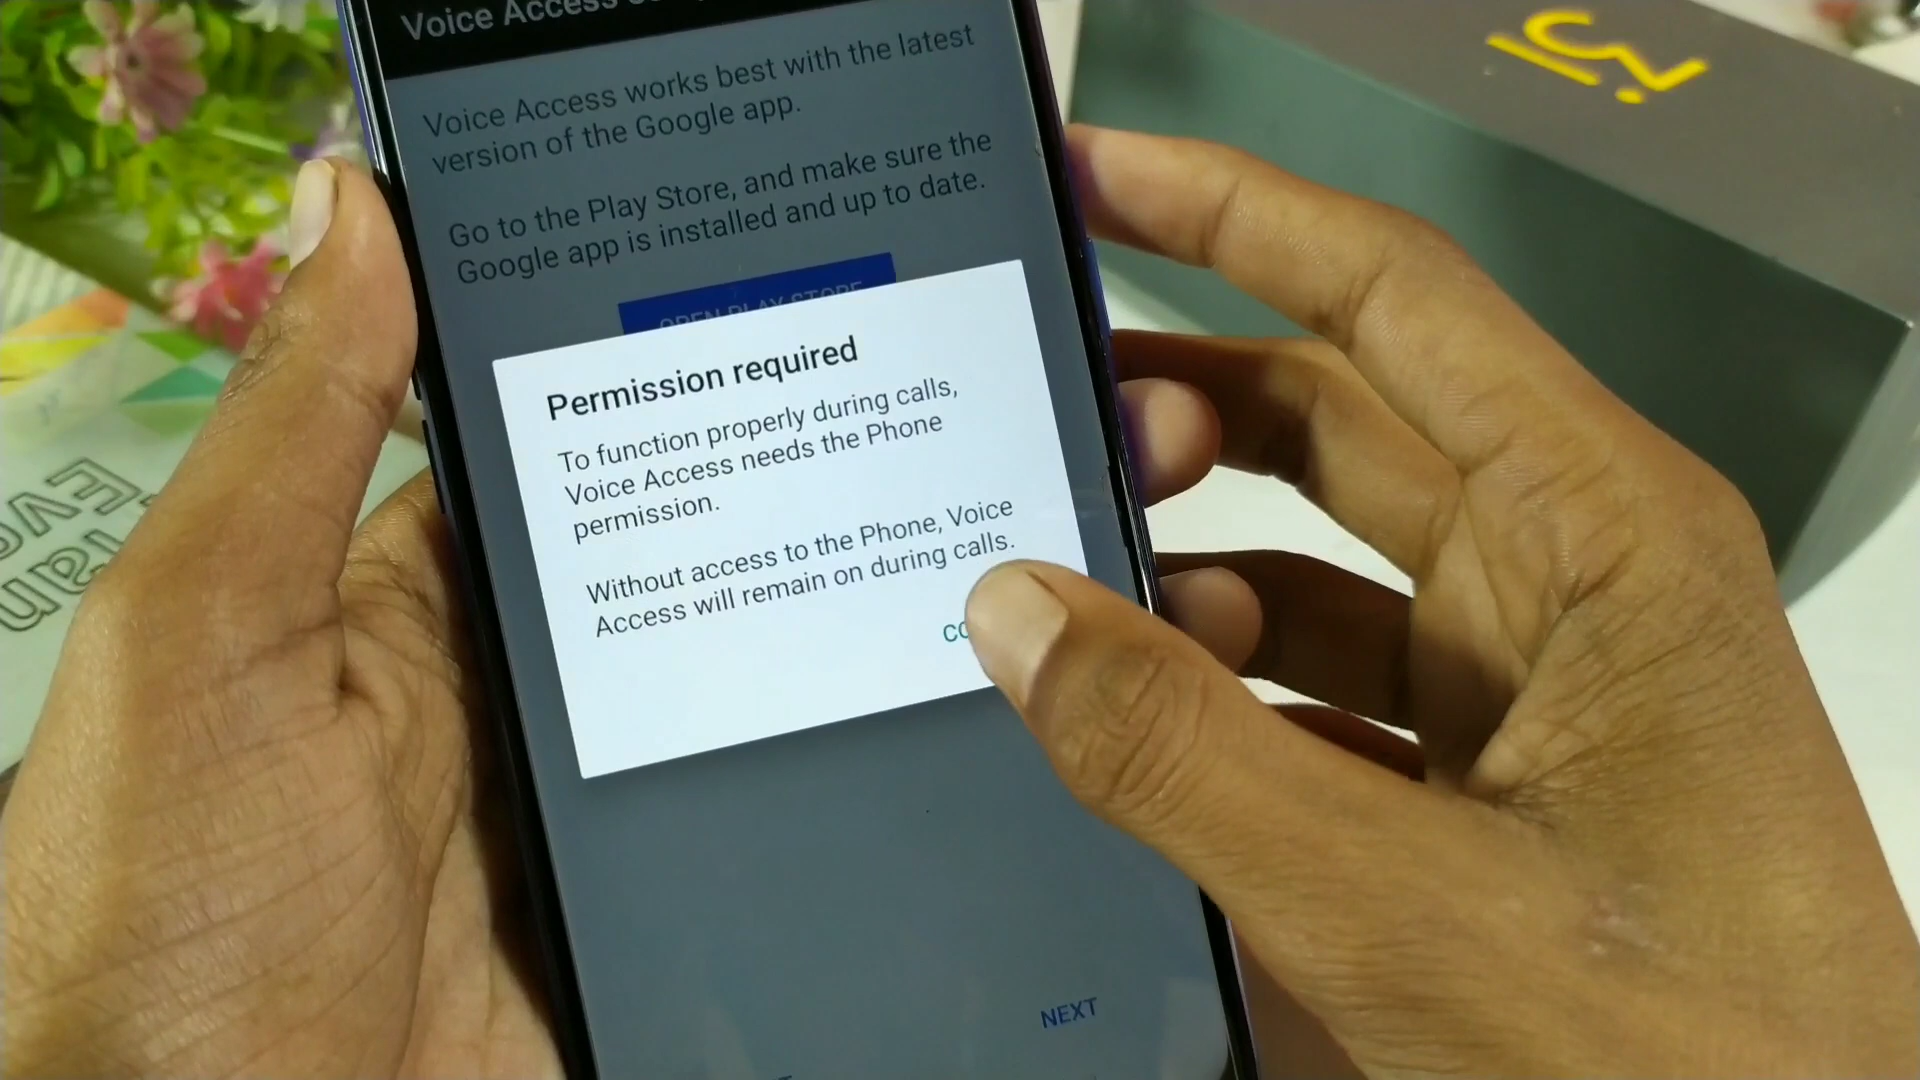 Voice Access
Voice Access works best with the latest
version of the Google app.
Go to the Play Store, and make sure the
Google app is installed and up to date.
OPEN PLAY STORE
Permission required
To function properly during calls,
Voice Access needs the Phone
permission.
Without access to the Phone, Voice
Access will remain on during calls.
NEXT